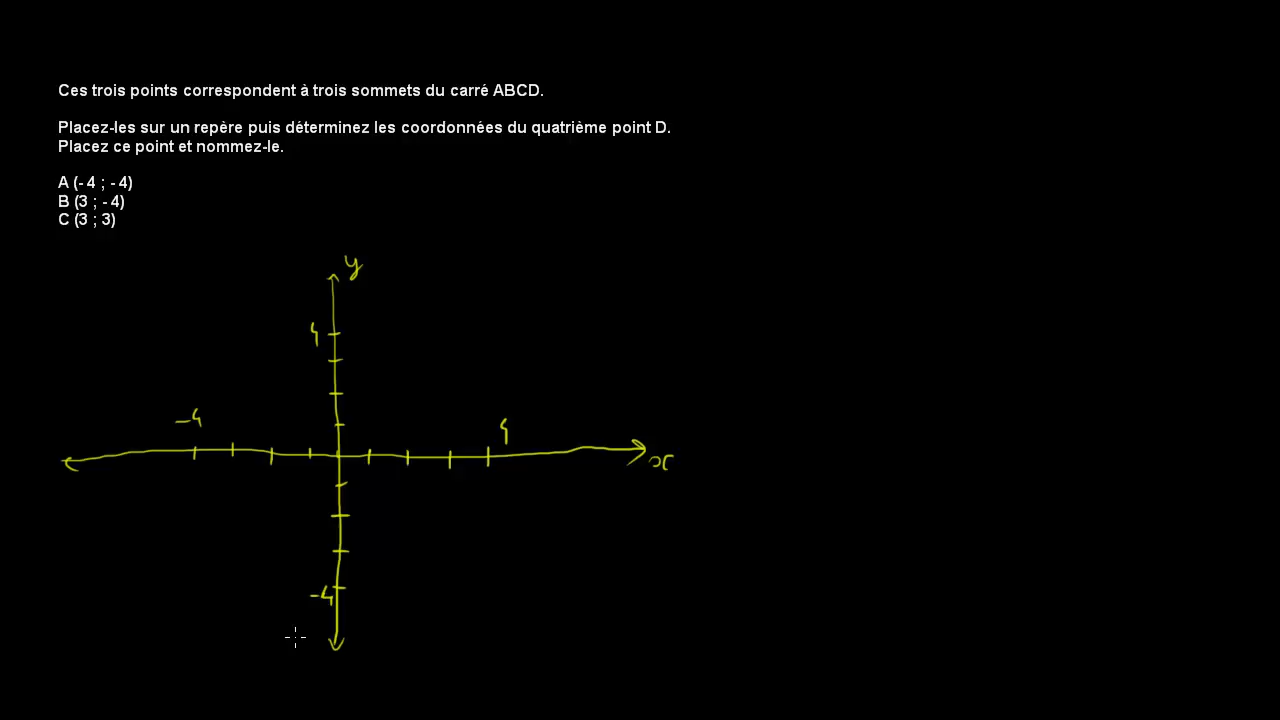 Ces trois points correspondent à trois sommets du carré ABCD.
Placez-les sur un repère puis déterminez les coordonnées du quatrième point D.
Placez ce point et nommez-le.
A (- 4 ; - 4)
B (3 ; - 4)
C (3 ; 3)
y
4
-4
4
x
-4